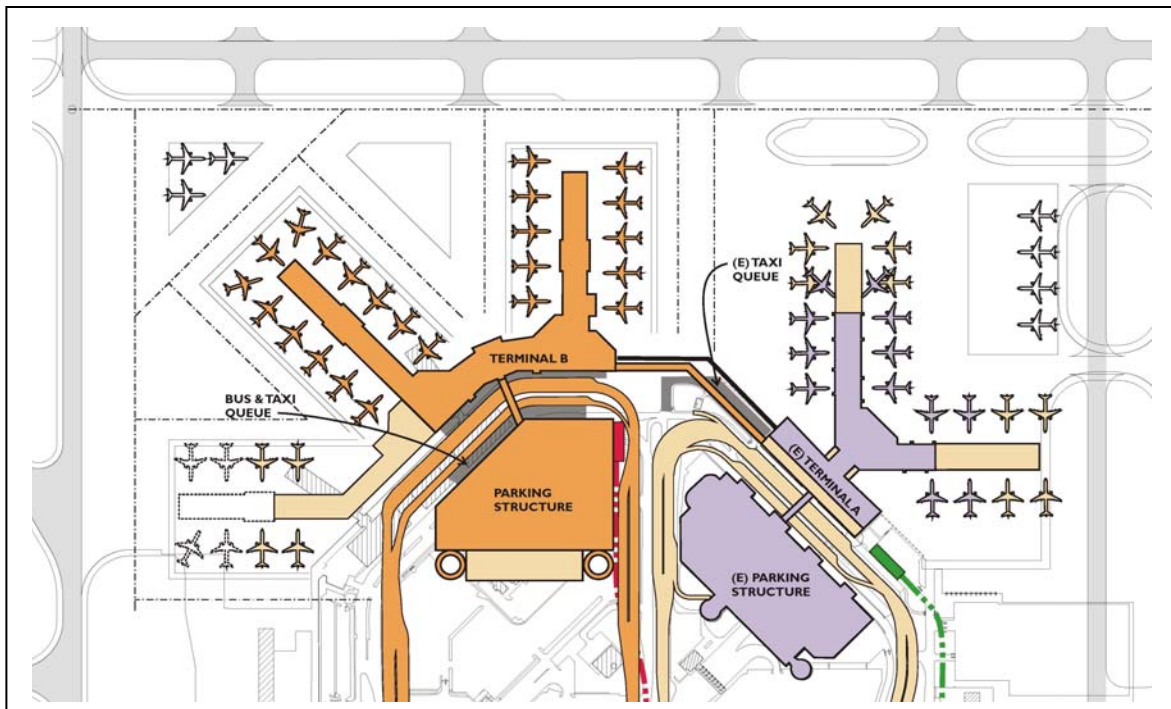 (E) TAXI
QUEUE
TERMINAL B
BUS & TAXI
QUEUE
(E) TERMINAL A
PARKING
STRUCTURE
(E) PARKING
STRUCTURE